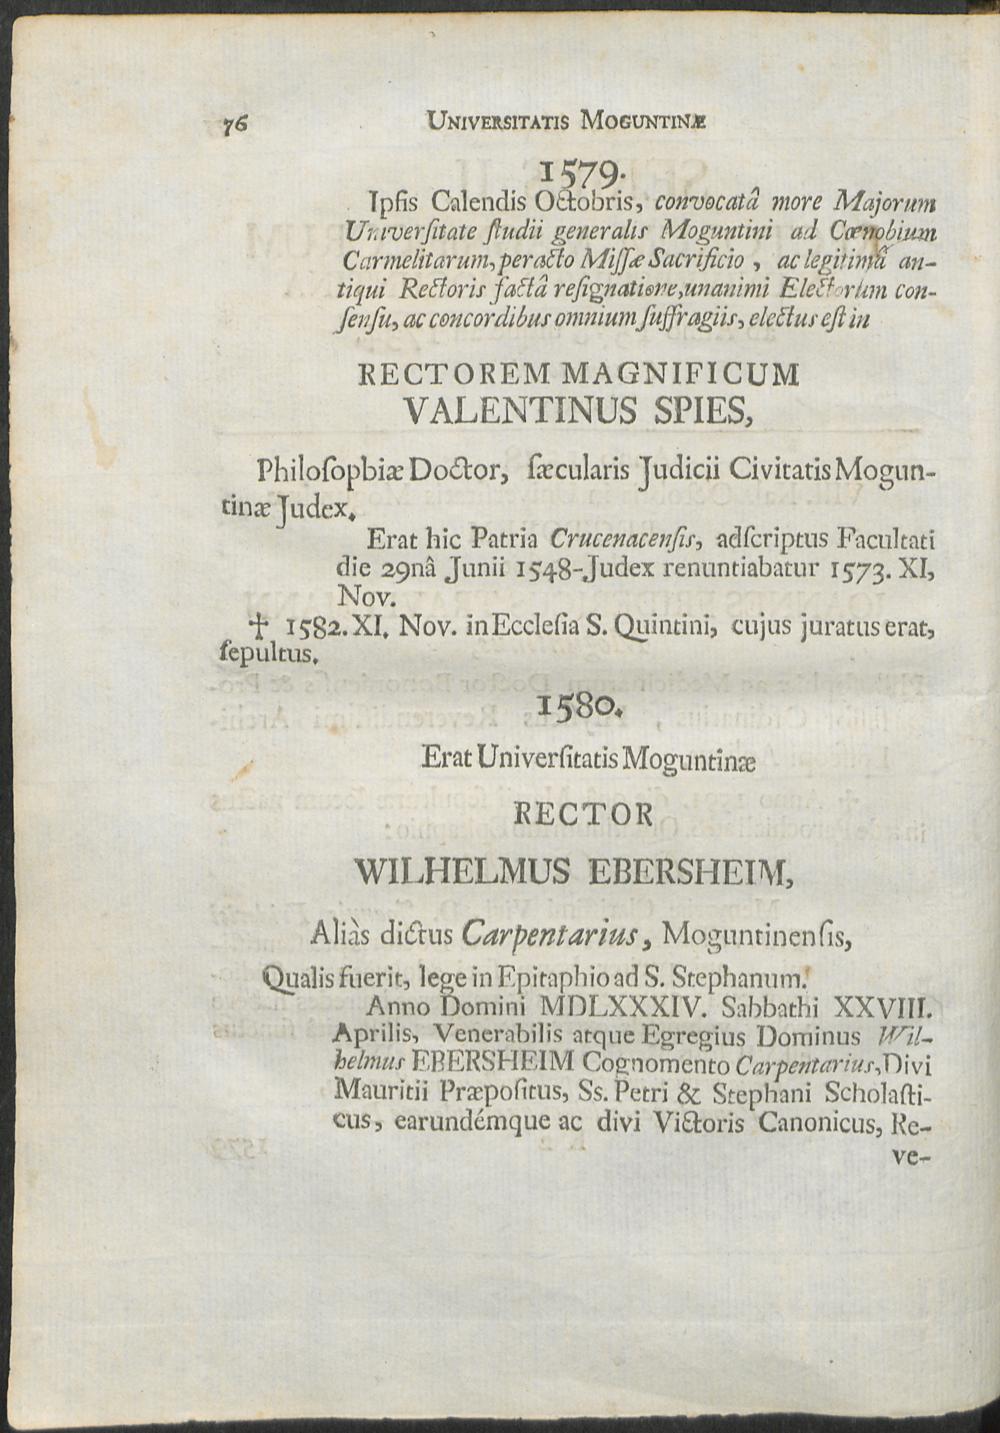 76 UNIVERSITATIS MOGUNTINÆ
1579.
Ipſis Calendis Octobris, convocatâ more Majorum
Univerſitate ſtudii generalis Moguntini ad Cœnobium
Carmelitarum, peracto Miſſæ Sacrificio , ac legitimâ an-
tiqui Rectoris factâ reſignatione, unanimi Electorum con-
ſenſu, ac concordibus omnium ſuffragiis, electus eſt in
RECTOREM MAGNIFICUM
VALENTINUS SPIES,
Philoſopbiæ Doctor, ſæcularis Judicii Civitatis Mogun-
tinæ Judex.
Erat hic Patria Crucenacenſis, adſcriptus Facultati
die 29nâ Junii 1548-Judex renuntiabatur 1573. XI,
Nov.
† 1582. XI. Nov. in Eccleſia S. Quintini, cujus juratus erat,
ſepultus.
1580.
Erat Univerſitatis Moguntinæ
RECTOR
WILHELMUS EBERSHEIM,
Aliàs dictus Carpentarius, Moguntinenſis,
Qualis fuerit, lege in Epitaphio ad S. Stephanum.
Anno Domini MDLXXXIV. Sabbathi XXVIII.
Aprilis, Venerabilis atque Egregius Dominus Wil-
helmus EBERSHEIM Cognomento Carpentarius, Divi
Mauritii Præpoſitus, Ss. Petri & Stephani Scholaſti-
cus, earundémque ac divi Victoris Canonicus, Re-
ve-